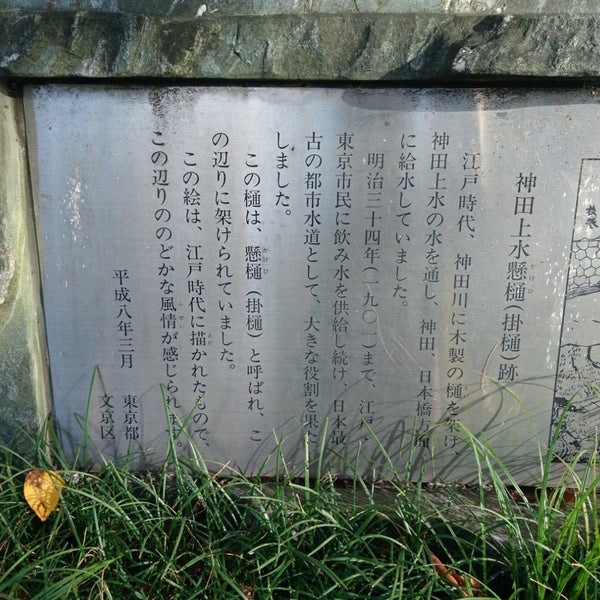 神田上水懸樋(掛樋)跡
江戸時代、神田川に木製の樋を架け、
神田上水の水を通し、神田、日本橋方面
に給水していました。
明治三十四年(一九〇一)まで、江戸・
東京市民に飲み水を供給し続け、日本最
古の都市水道として、大きな役割を果た
しました。
この樋は、懸樋(掛樋)と呼ばれ、こ
の辺りに架けられていました。
この絵は、江戸時代に描かれたもので、
この辺りののどかな風情が感じられます
平成八年三月
東京都
文京区